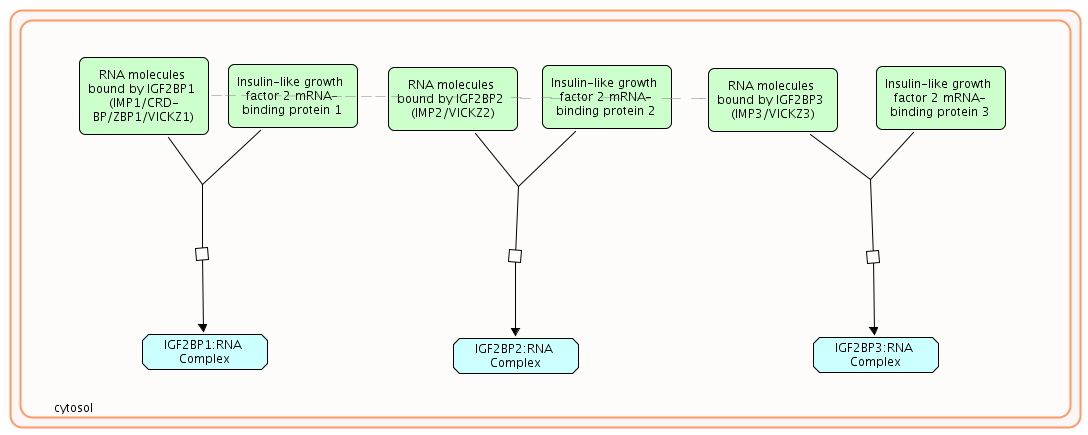 RNA molecules
bound by IGF2BP1
(IMP1/CRD-
BP/ZBP1/VICKZ1)
Insulin-like growth
factor 2 mRNA-
binding protein 1
RNA molecules
bound by IGF2BP2
(IMP2/VICKZ2)
Insulin-like growth
factor 2 mRNA-
binding protein 2
RNA molecules
bound by IGF2BP3
(IMP3/VICKZ3)
Insulin-like growth
factor 2 mRNA-
binding protein 3
IGF2BP1:RNA
Complex
IGF2BP2:RNA
Complex
IGF2BP3:RNA
Complex
cytosol